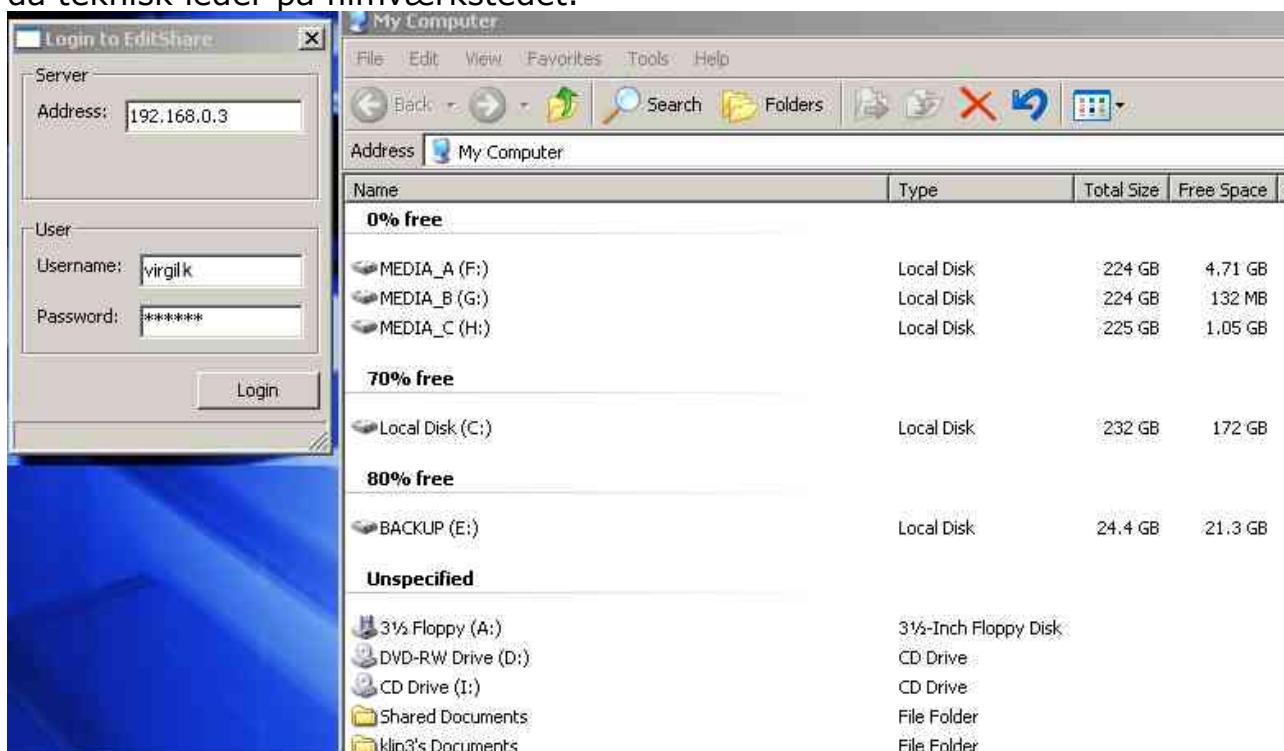 da teknisk leder på filmværkstedet.
Login to EditShare
Server
Address: 192.168.0.3
User
Username: virgilk
Password: ******
Login
My Computer
File Edit View Favorites Tools Help
Back Search Folders
Address My Computer
Name Type Total Size Free Space
0% free
MEDIA_A (F:) Local Disk 224 GB 4.71 GB
MEDIA_B (G:) Local Disk 224 GB 132 MB
MEDIA_C (H:) Local Disk 225 GB 1.05 GB
70% free
Local Disk (C:) Local Disk 232 GB 172 GB
80% free
BACKUP (E:) Local Disk 24.4 GB 21.3 GB
Unspecified
3½ Floppy (A:) 3½-Inch Floppy Disk
DVD-RW Drive (D:) CD Drive
CD Drive (I:) CD Drive
Shared Documents File Folder
klip3's Documents File Folder